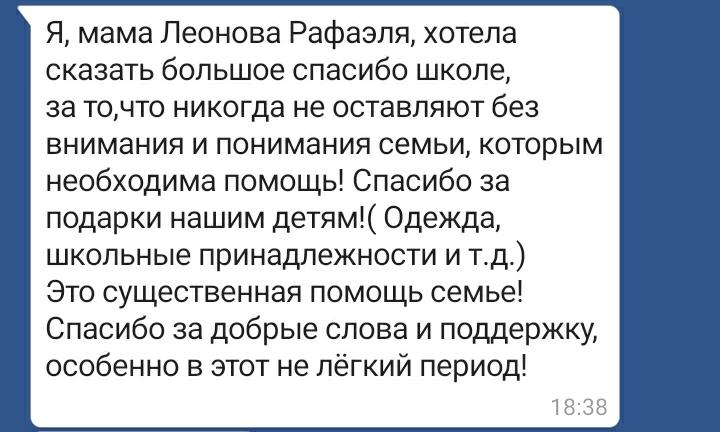 Я, мама Леонова Рафаэля, хотела
сказать большое спасибо школе,
за то,что никогда не оставляют без
внимания и понимания семьи, которым
необходима помощь! Спасибо за
подарки нашим детям!( Одежда,
школьные принадлежности и т.д.)
Это существенная помощь семье!
Спасибо за добрые слова и поддержку,
особенно в этот не лёгкий период!
18:38